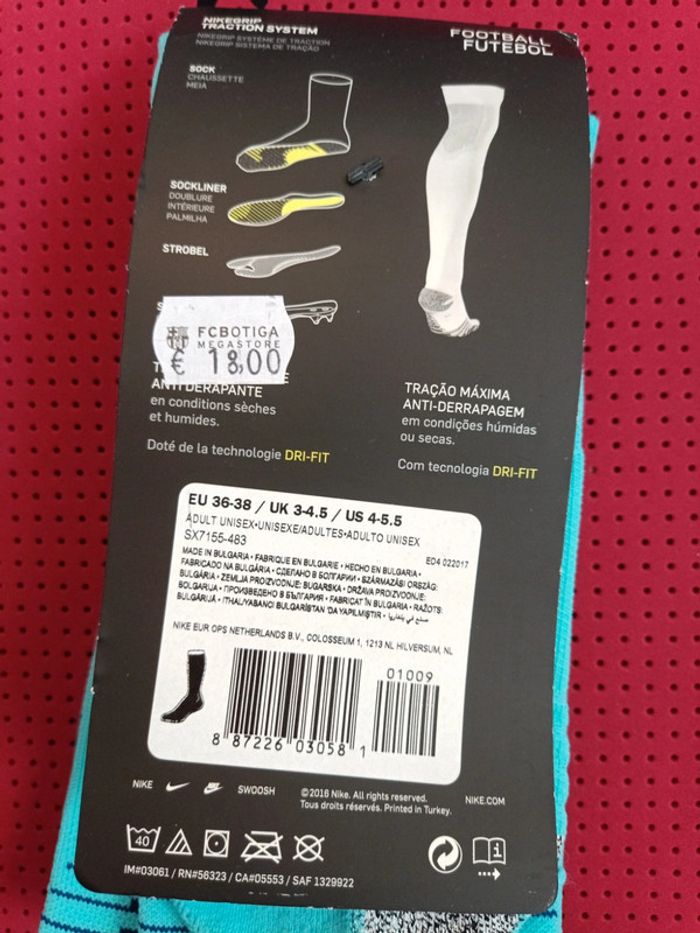 NIKEGRIP
TRACTION SYSTEM
NIKEGRIP SYSTÈME DE TRACTION
NIKEGRIP SISTEMA DE TRAÇÃO
FOOTBALL
FUTEBOL
SOCK
CHAUSSETTE
MEIA
SOCKLINER
DOUBLURE
INTÉRIEURE
PALMILHA
STROBEL
FCBOTIGA
MEGASTORE
€ 18,00
ANTIDÉRAPANTE
en conditions sèches
et humides.
Doté de la technologie DRI-FIT
TRAÇÃO MÁXIMA
ANTI-DERRAPAGEM
em condições húmidas
ou secas.
Com tecnologia DRI-FIT
EU 36-38 / UK 3-4.5 / US 4-5.5
ADULT UNISEX•UNISEXE/ADULTES•ADULTO UNISEX
SX7155-483
ED4 022017
MADE IN BULGARIA • FABRIQUE EN BULGARIE • HECHO EN BULGARIA •
FABRICADO NA BULGÁRIA • СДЕЛАНО В БОЛГАРИИ • SZÁRMAZÁSI ORSZÁG:
BULGÁRIA • ZEMLJA PROIZVODNJE: BUGARSKA • DRŽAVA PROIZVODNJE:
BOLGARIJA • ПРОИЗВЕДЕНО В БЪЛГАРИЯ • FABRICAT ÎN BULGARIA • RAŽOTS:
BULGĀRIJĀ • ITHAL/YABANCI BULGARİSTAN 'DA YAPILMIŞTIR • صنع في بلغاريا
NIKE EUR OPS NETHERLANDS B.V., COLOSSEUM 1, 1213 NL HILVERSUM, NL
01009
8 87226 03058 1
NIKE SWOOSH
©2016 Nike. All rights reserved.
Tous droits réservés. Printed in Turkey.
NIKE.COM
40
IM#03061 / RN#56323 / CA#05553 / SAF 1329922